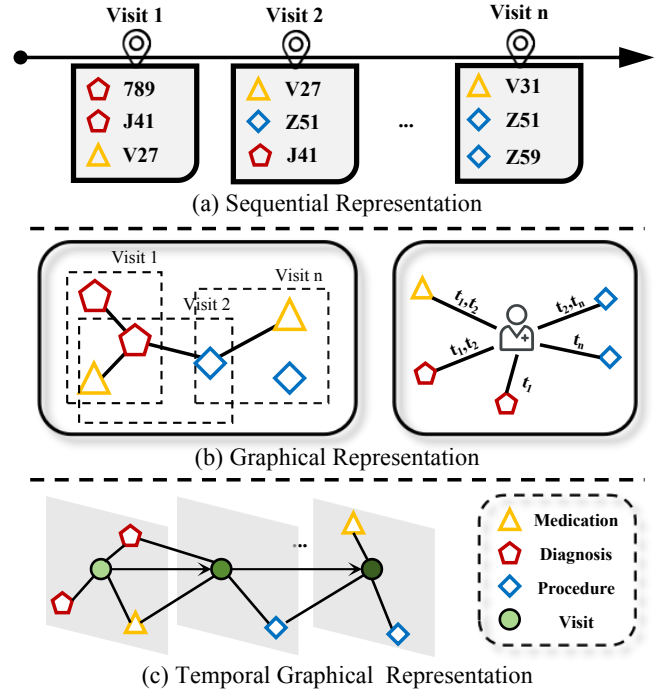 Visit 1 Visit 2 Visit n
789 V27 V31
J41 Z51 Z51
V27 J41 ... Z59
(a) Sequential Representation
Visit 1
Visit n
Visit 2
t1,t2 t2,tn
t1,t2 tn
t1
(b) Graphical Representation
...
Medication
Diagnosis
Procedure
Visit
(c) Temporal Graphical Representation